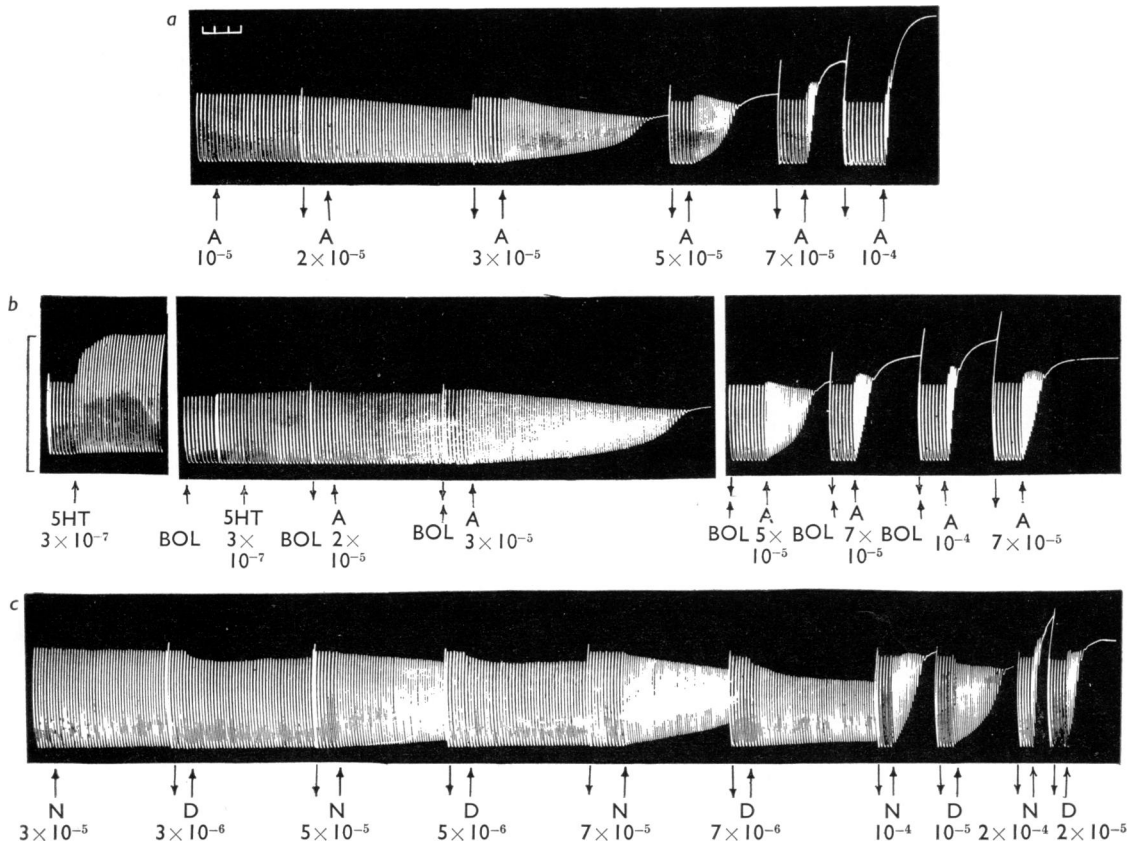 a
A A A A A A
10⁻⁵ 2×10⁻⁵ 3×10⁻⁵ 5×10⁻⁵ 7×10⁻⁵ 10⁻⁴
b
5HT BOL 5HT BOL A BOL A BOL A BOL A BOL A A
3×10⁻⁷ 3×10⁻⁷ 2×10⁻⁵ 3×10⁻⁵ 5×10⁻⁵ 7×10⁻⁵ 10⁻⁴ 7×10⁻⁵
c
N D N D N D N D N D
3×10⁻⁵ 3×10⁻⁶ 5×10⁻⁵ 5×10⁻⁶ 7×10⁻⁵ 7×10⁻⁶ 10⁻⁴ 10⁻⁵ 2×10⁻⁴ 2×10⁻⁵